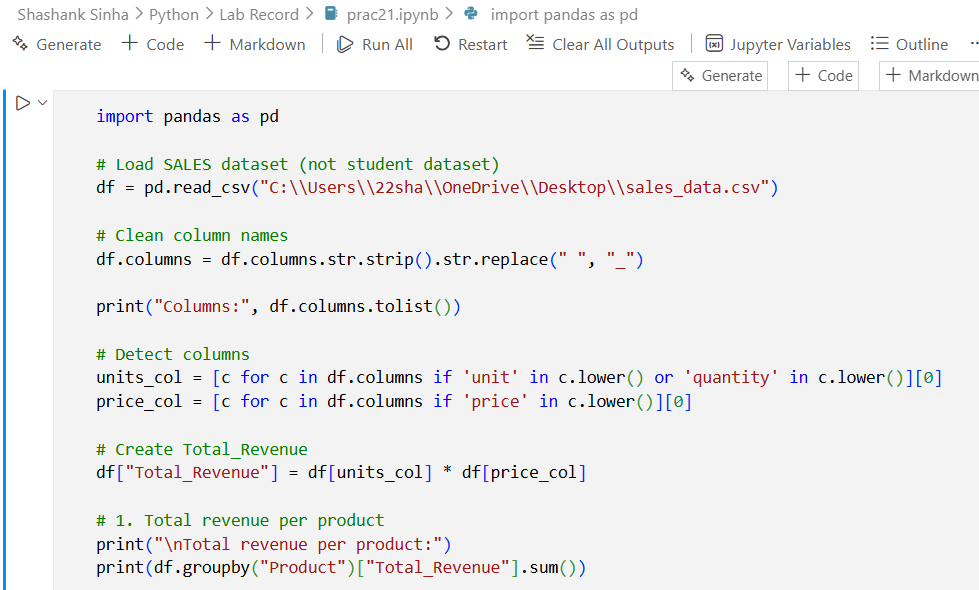 Shashank Sinha > Python > Lab Record > prac21.ipynb > import pandas as pd
Generate + Code + Markdown | Run All Restart Clear All Outputs | Jupyter Variables Outline ...
Generate + Code + Markdown
import pandas as pd
# Load SALES dataset (not student dataset)
df = pd.read_csv("C:\\Users\\22sha\\OneDrive\\Desktop\\sales_data.csv")
# Clean column names
df.columns = df.columns.str.strip().str.replace(" ", "_")
print("Columns:", df.columns.tolist())
# Detect columns
units_col = [c for c in df.columns if 'unit' in c.lower() or 'quantity' in c.lower()][0]
price_col = [c for c in df.columns if 'price' in c.lower()][0]
# Create Total_Revenue
df["Total_Revenue"] = df[units_col] * df[price_col]
# 1. Total revenue per product
print("\nTotal revenue per product:")
print(df.groupby("Product")["Total_Revenue"].sum())